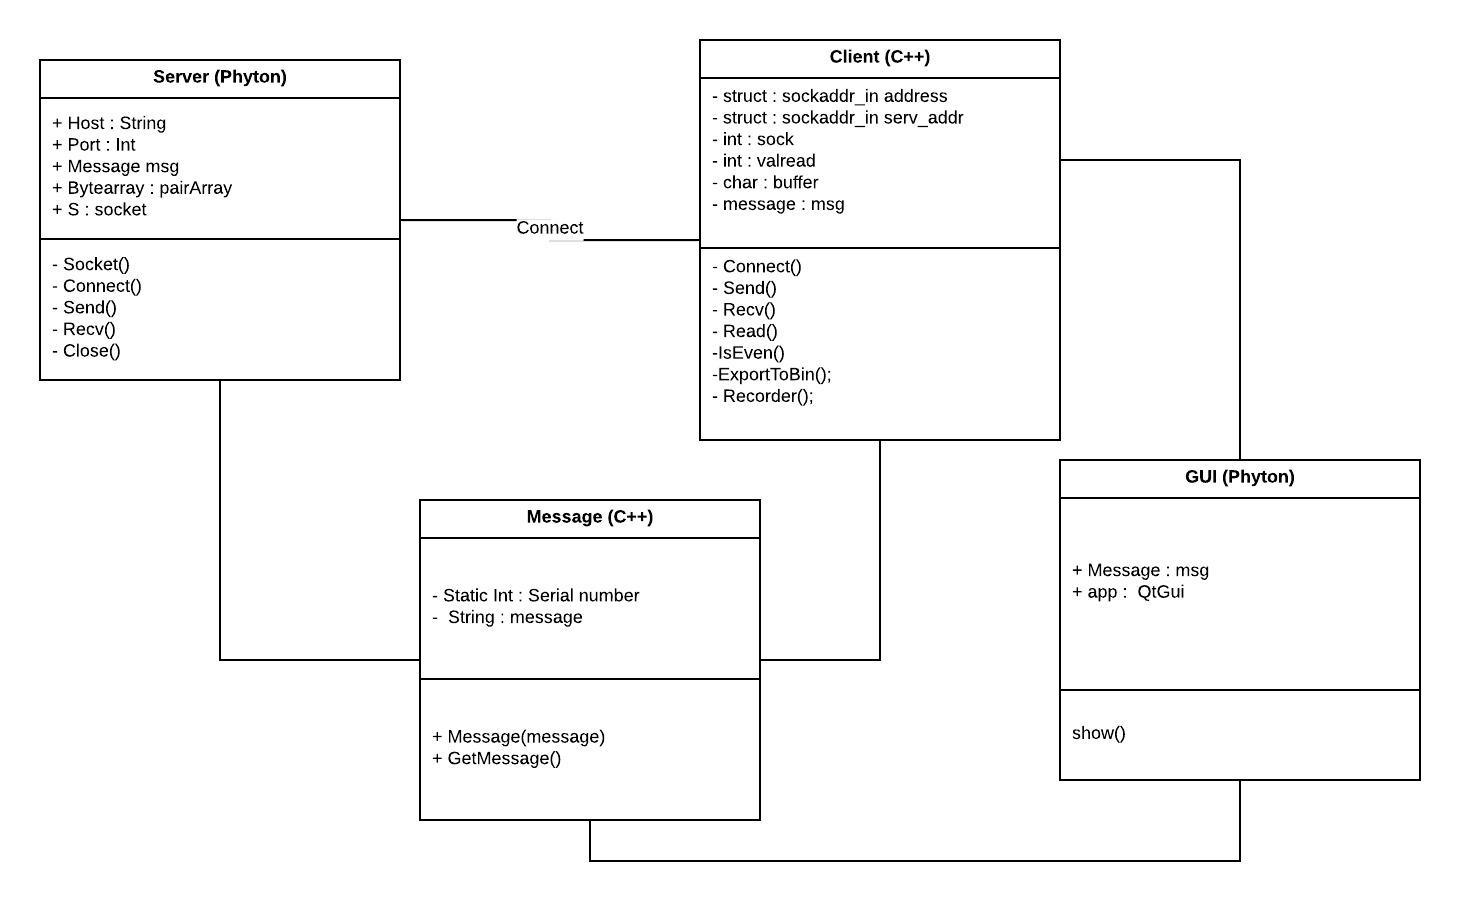 Server (Phyton)
+ Host : String
+ Port : Int
+ Message msg
+ Bytearray : pairArray
+ S : socket
- Socket()
- Connect()
- Send()
- Recv()
- Close()
Connect
Client (C++)
- struct : sockaddr_in address
- struct : sockaddr_in serv_addr
- int : sock
- int : valread
- char : buffer
- message : msg
- Connect()
- Send()
- Recv()
- Read()
-IsEven()
-ExportToBin();
- Recorder();
Message (C++)
- Static Int : Serial number
- String : message
+ Message(message)
+ GetMessage()
GUI (Phyton)
+ Message : msg
+ app : QtGui
show()